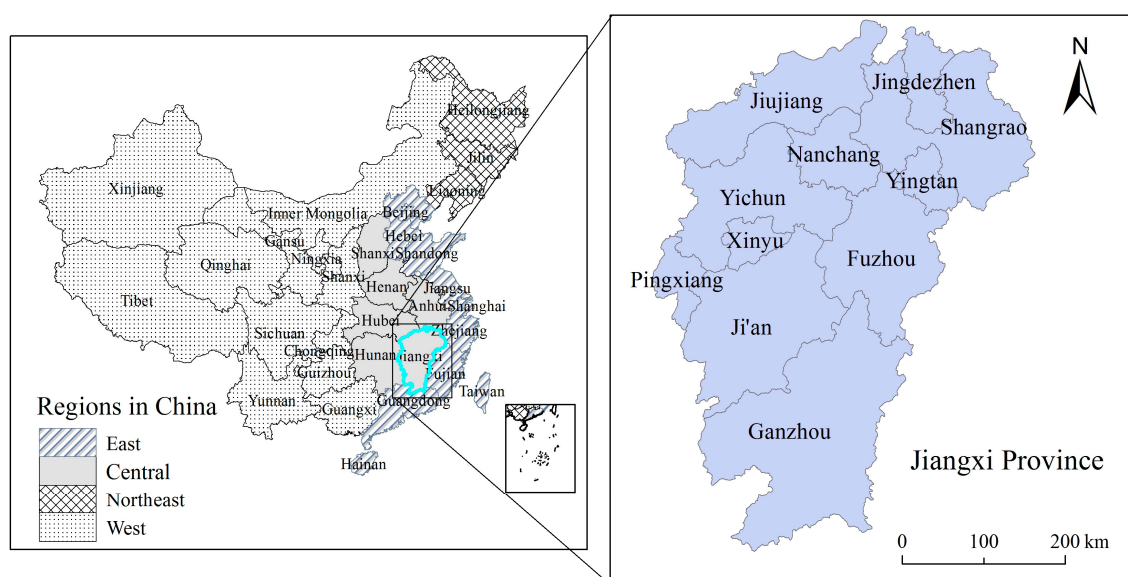 Heilongjiang
Jilin
Liaoning
Xinjiang
Inner Mongolia
Beijing
Gansu
Hebei
Ningxia
Shanxi
Shandong
Qinghai
Shanxi
Henan
Jiangsu
Tibet
Anhui
Shanghai
Hubei
Zhejiang
Sichuan
Chongqing
Hunan
Jiangxi
Guizhou
Fujian
Yunnan
Guangxi
Guangdong
Taiwan
Hainan
Regions in China
East
Central
Northeast
West
N
Jingdezhen
Jiujiang
Shangrao
Nanchang
Yingtan
Yichun
Xinyu
Fuzhou
Pingxiang
Ji'an
Ganzhou
Jiangxi Province
0 100 200 km